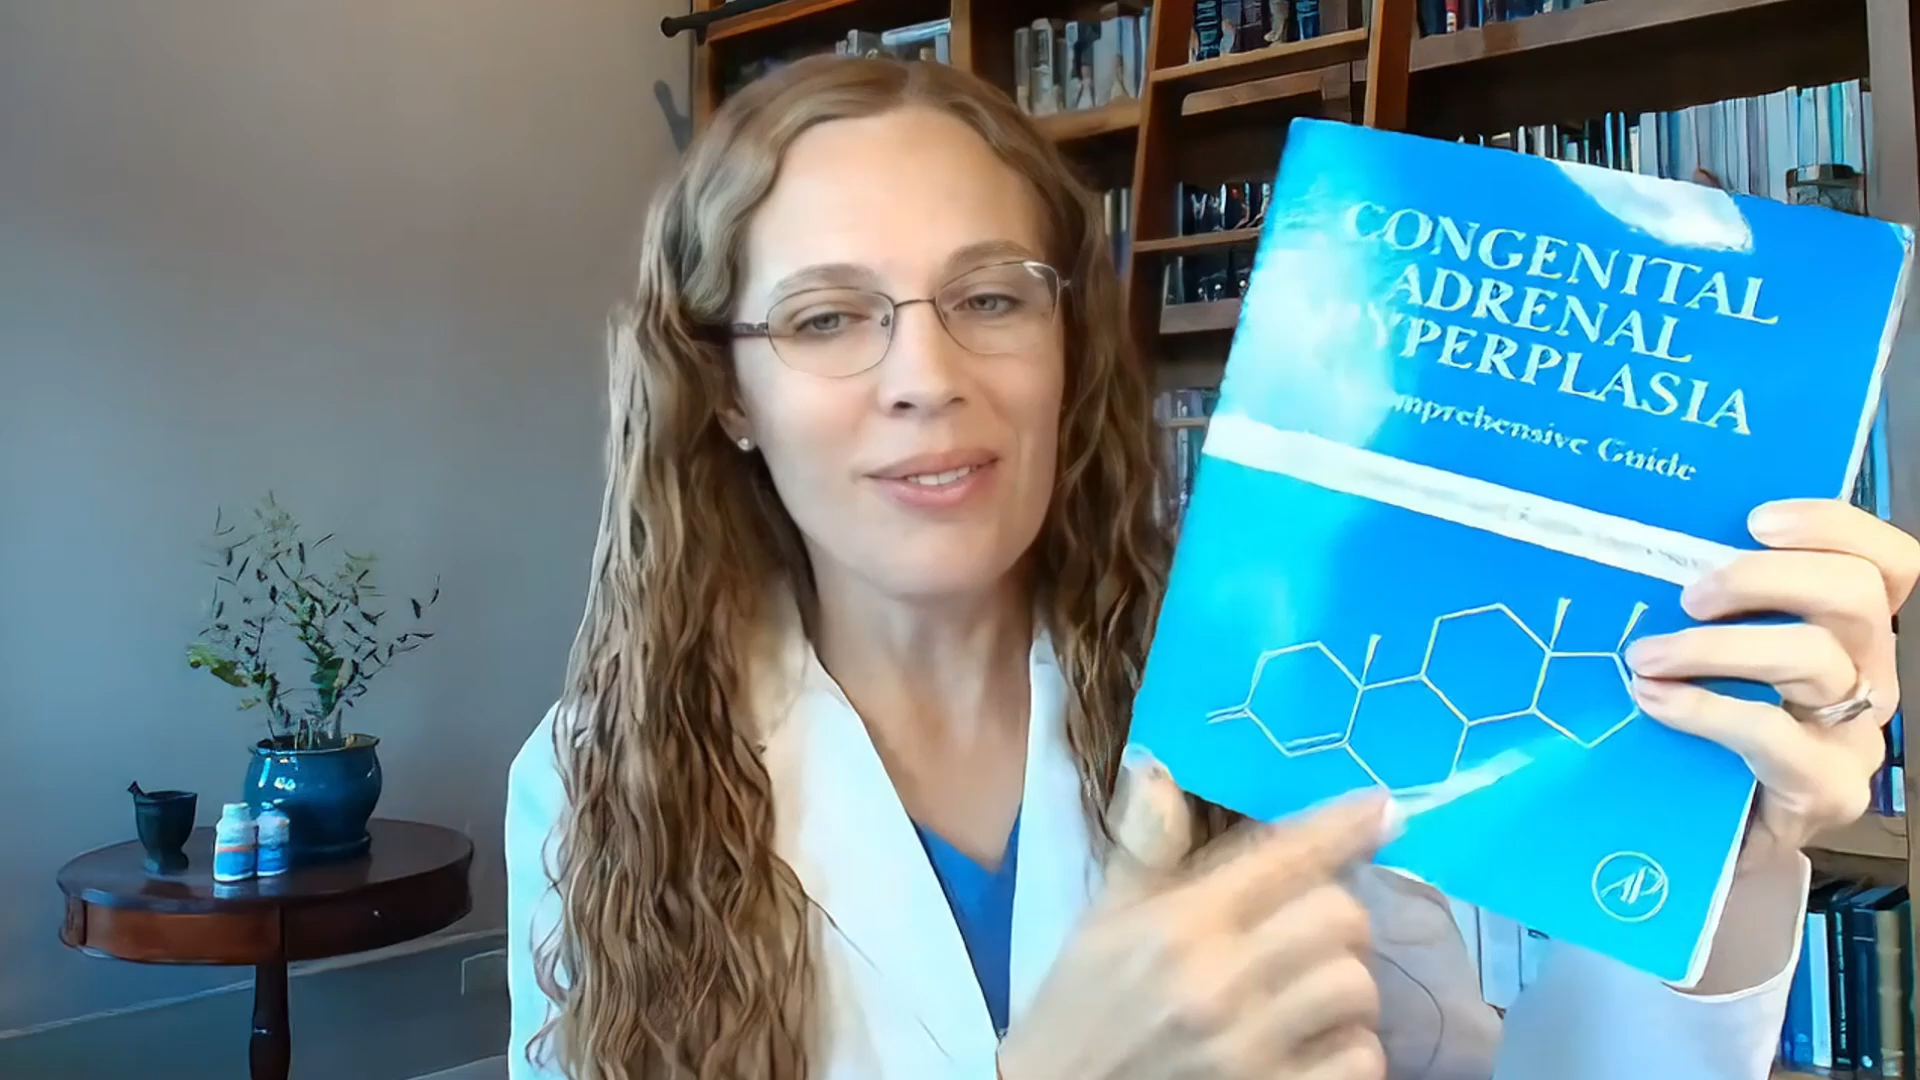 CONGENITAL
ADRENAL
YPERPLASIA
mprehensive Guide
AP